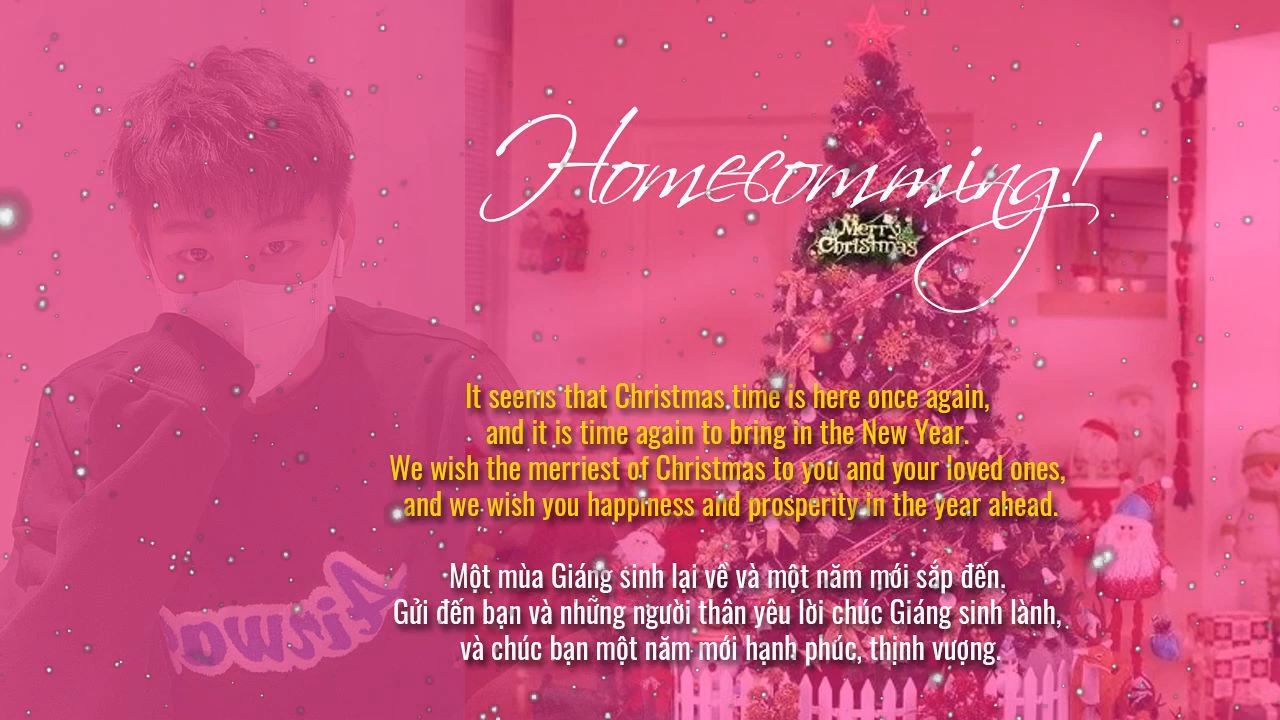 Homecomming!
Merry
Christmas
It seems that Christmas time is here once again,
and it is time again to bring in the New Year.
We wish the merriest of Christmas to you and your loved ones,
and we wish you happiness and prosperity in the year ahead.
Một mùa Giáng sinh lại về và một năm mới sắp đến.
Gửi đến bạn và những người thân yêu lời chúc Giáng sinh lành,
và chúc bạn một năm mới hạnh phúc, thịnh vượng.